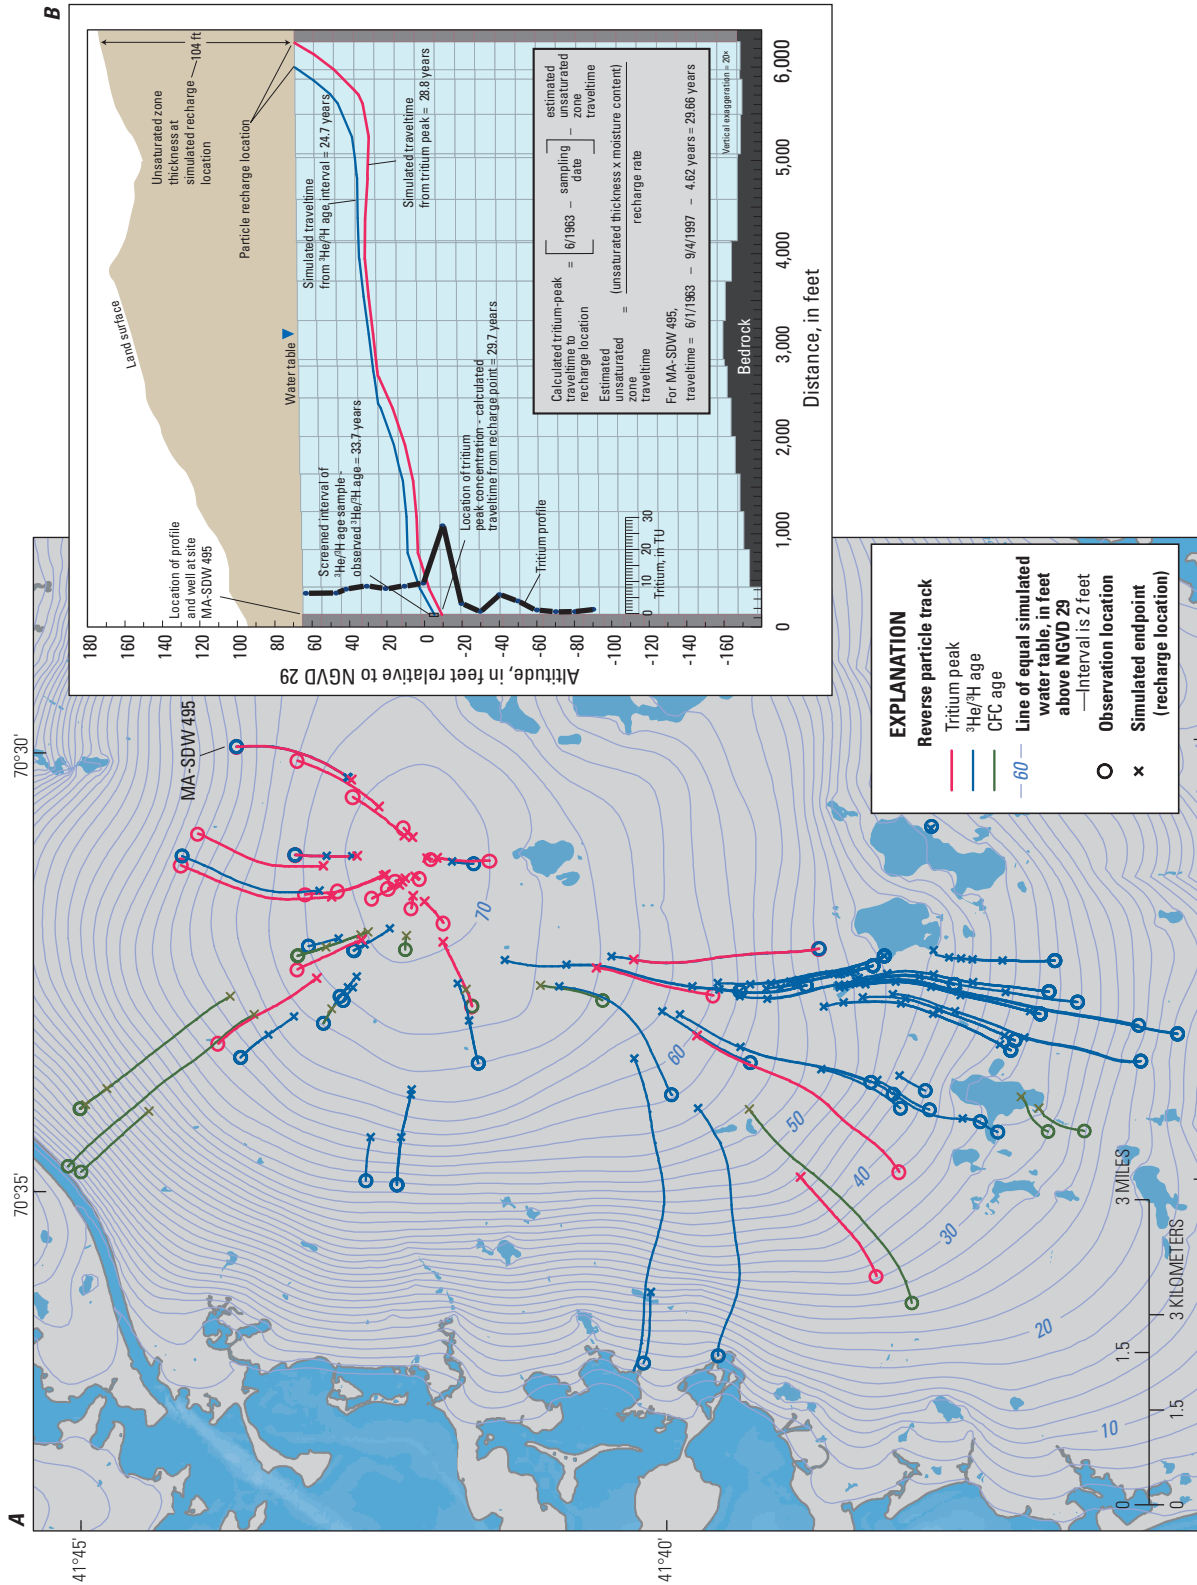 A
70°35'
70°30'
41°45'
41°40'
MA-SDW 495
70
60
50
40
30
20
10
0 1.5 3 MILES
0 1.5 3 KILOMETERS
EXPLANATION
Reverse particle track
Tritium peak
³He/³H age
CFC age
60
Line of equal simulated
water table, in feet
above NGVD 29
—Interval is 2 feet
Observation location
Simulated endpoint
(recharge location)
B
Altitude, in feet relative to NGVD 29
180
160
140
120
100
80
60
40
20
0
-20
-40
-60
-80
-100
-120
-140
-160
0 1,000 2,000 3,000 4,000 5,000 6,000
Distance, in feet
Location of profile
and well at site
MA-SDW 495
Land surface
Unsaturated zone
thickness at
simulated recharge —104 ft
location
Particle recharge location
Water table
Simulated traveltime
from ³He/³H age interval = 24.7 years
Simulated traveltime
from tritium peak = 28.8 years
Screened interval of
³He/³H age sample -
observed ³He/³H age = 33.7 years
Location of tritium
peak concentration - calculated
traveltime from recharge point = 29.7 years
Tritium profile
0 10 20 30
Tritium, in TU
Calculated tritium-peak
traveltime to
recharge location
= [ 6/1963 – sampling
date ] –
estimated
unsaturated
zone
traveltime
Estimated
unsaturated
zone
traveltime
= (unsaturated thickness x moisture content)
recharge rate
For MA-SDW 495,
traveltime = 6/1/1963 – 9/4/1997 – 4.62 years = 29.66 years
Vertical exaggeration = 20×
Bedrock